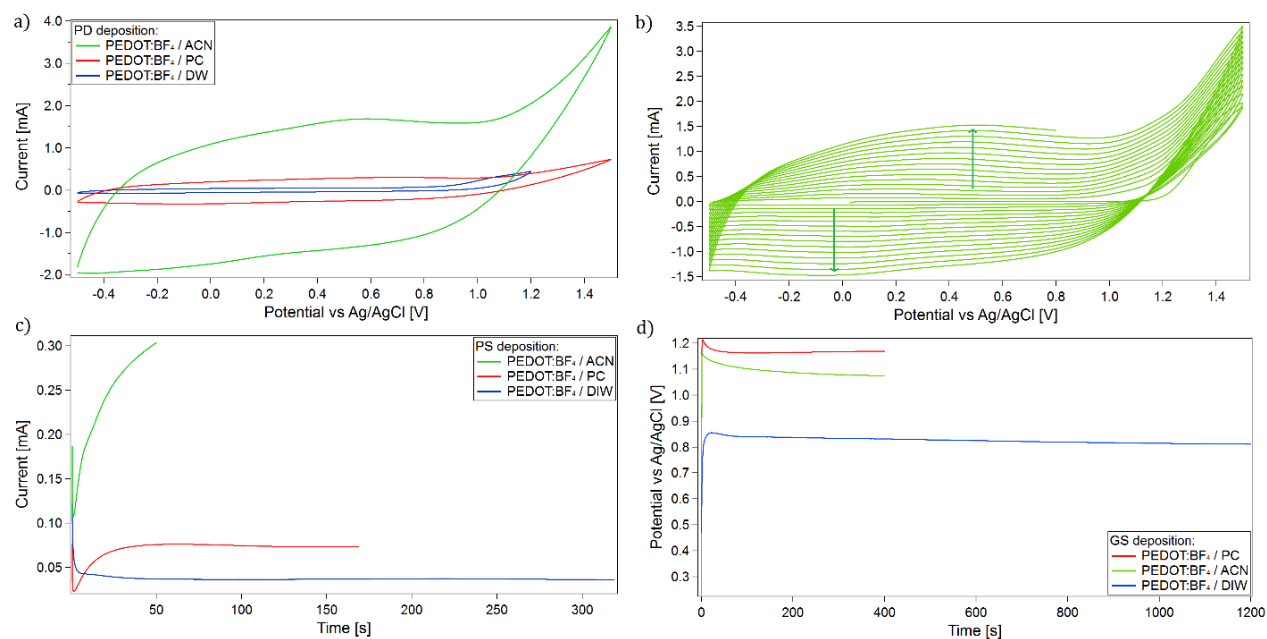 a)
PD deposition:
PEDOT:BF₄ / ACN
PEDOT:BF₄ / PC
PEDOT:BF₄ / DW
4.0
3.0
2.0
1.0
0.0
-1.0
-2.0
Current [mA]
-0.4 -0.2 0.0 0.2 0.4 0.6 0.8 1.0 1.2 1.4
Potential vs Ag/AgCl [V]
b)
3.5
3.0
2.5
2.0
1.5
1.0
0.5
0.0
-0.5
-1.0
-1.5
Current [mA]
-0.4 -0.2 0.0 0.2 0.4 0.6 0.8 1.0 1.2 1.4
Potential vs Ag/AgCl [V]
c)
PS deposition:
PEDOT:BF₄ / ACN
PEDOT:BF₄ / PC
PEDOT:BF₄ / DIW
0.30
0.25
0.20
0.15
0.10
0.05
Current [mA]
50 100 150 200 250 300
Time [s]
d)
1.2
1.1
1.0
0.9
0.8
0.7
0.6
0.5
0.4
0.3
Potential vs Ag/AgCl [V]
GS deposition:
PEDOT:BF₄ / PC
PEDOT:BF₄ / ACN
PEDOT:BF₄ / DIW
0 200 400 600 800 1000 1200
Time [s]